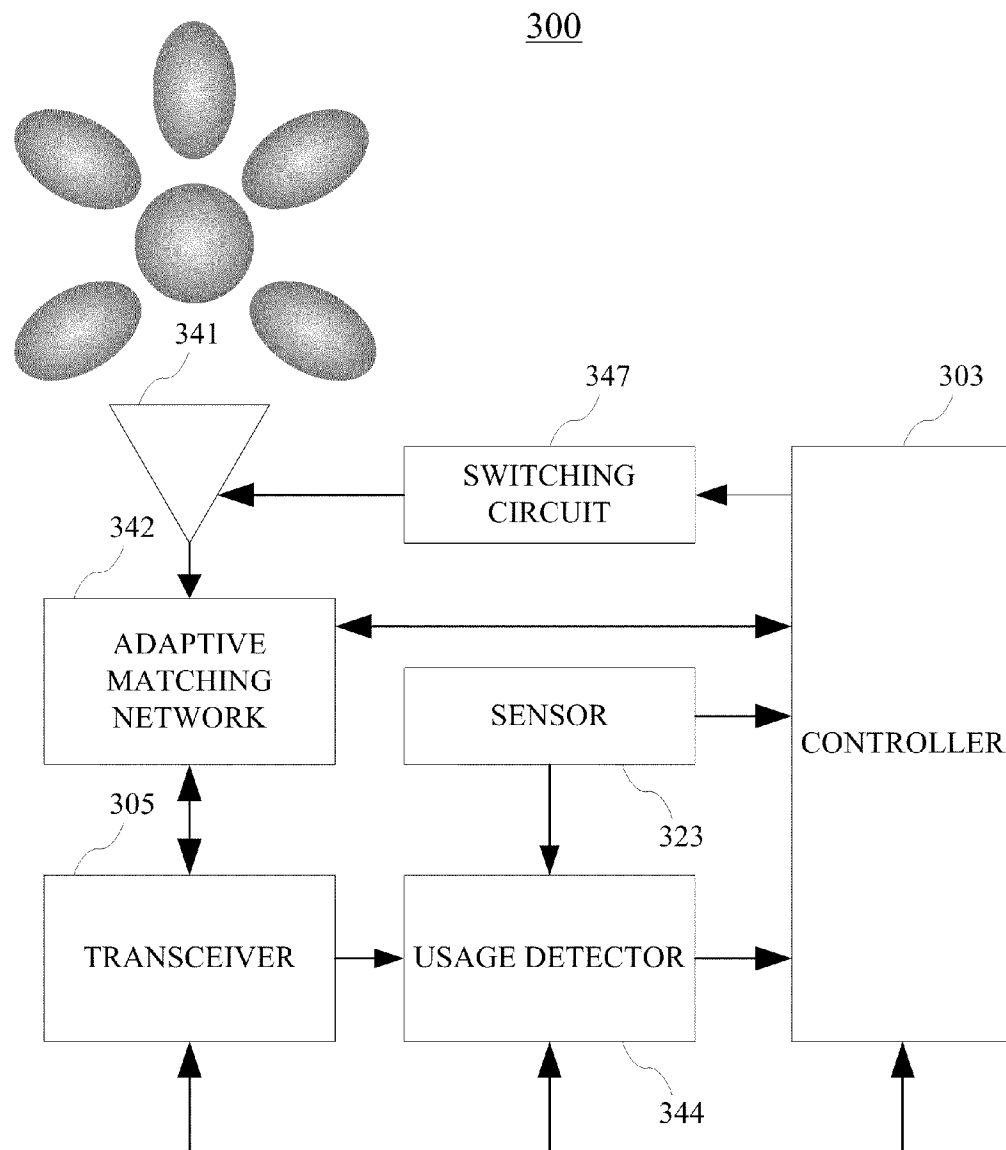 300
341
347
303
SWITCHING
CIRCUIT
342
ADAPTIVE
MATCHING
NETWORK
SENSOR
CONTROLLER
305
323
TRANSCEIVER
USAGE DETECTOR
344